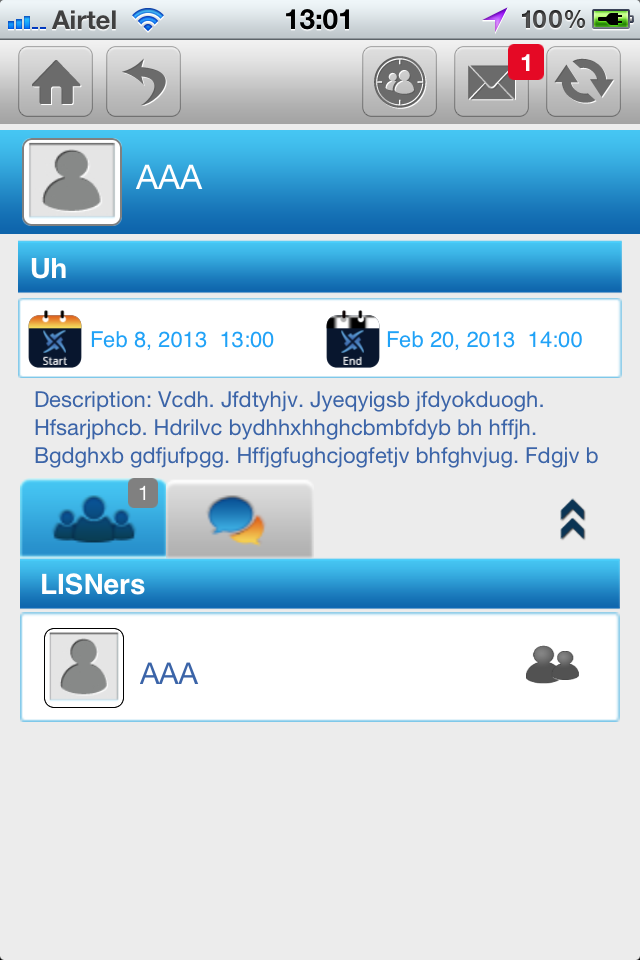 Airtel 13:01 100%
1
AAA
Uh
Start Feb 8, 2013 13:00 End Feb 20, 2013 14:00
Description: Vcdh. Jfdtyhjv. Jyeqyigsb jfdyokduogh.
Hfsarjphcb. Hdrilvc bydhhxhhghcbmbfdyb bh hffjh.
Bgdghxb gdfjufpgg. Hffjgfughcjogfetjv bhfghvjug. Fdgjv b
1
LISNers
AAA